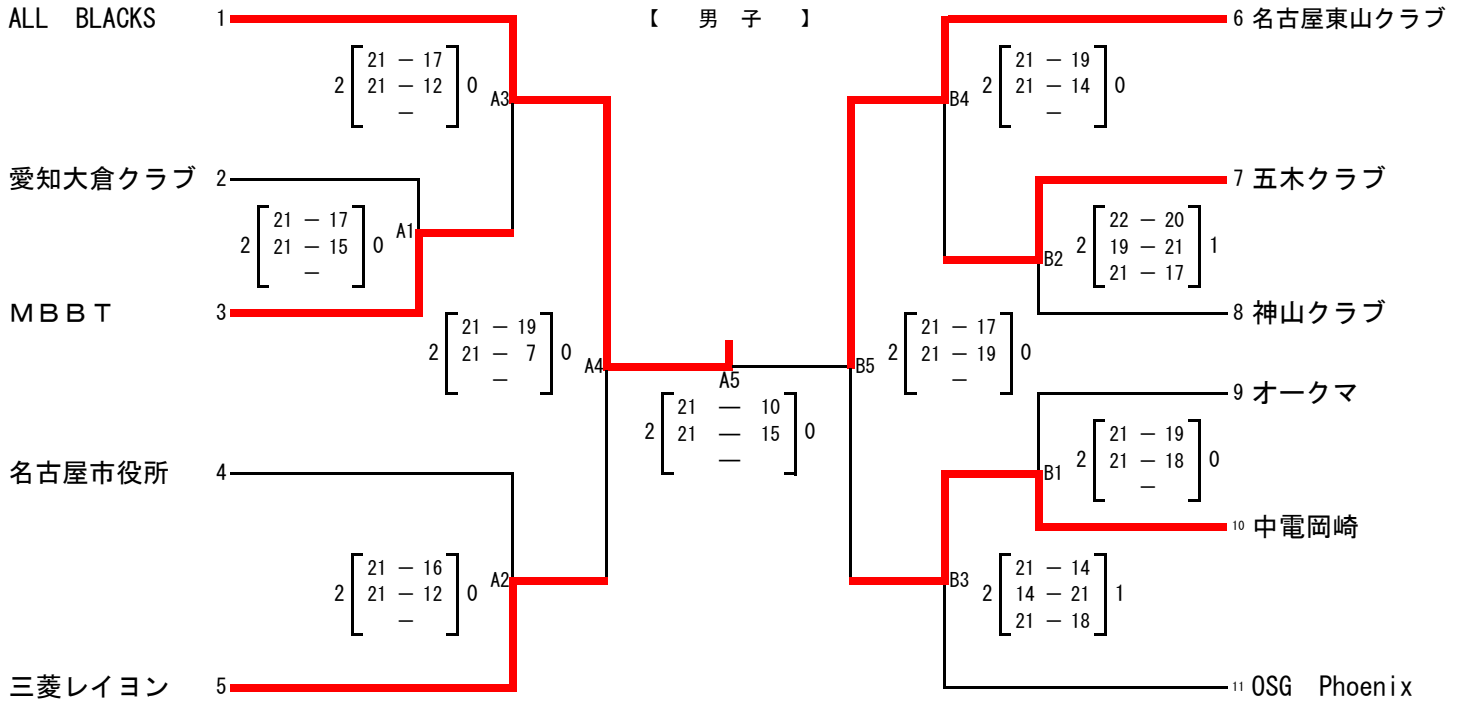 【 男 子 】
ALL BLACKS 1
2 21 － 17 0
21 － 12
－
A3
愛知大倉クラブ 2
2 21 － 17 0
21 － 15
－
A1
ＭＢＢＴ 3
2 21 － 19 0
21 － 7
－
A4
名古屋市役所 4
2 21 － 16 0
21 － 12
－
A2
三菱レイヨン 5
A5
2 21 ― 10 0
21 ― 15
―
6 名古屋東山クラブ
B4
2 21 － 19 0
21 － 14
－
7 五木クラブ
B2
2 22 － 20 1
19 － 21
21 － 17
8 神山クラブ
B5
2 21 － 17 0
21 － 19
－
9 オークマ
B1
2 21 － 19 0
21 － 18
－
10 中電岡崎
B3
2 21 － 14 1
14 － 21
21 － 18
11 OSG Phoenix